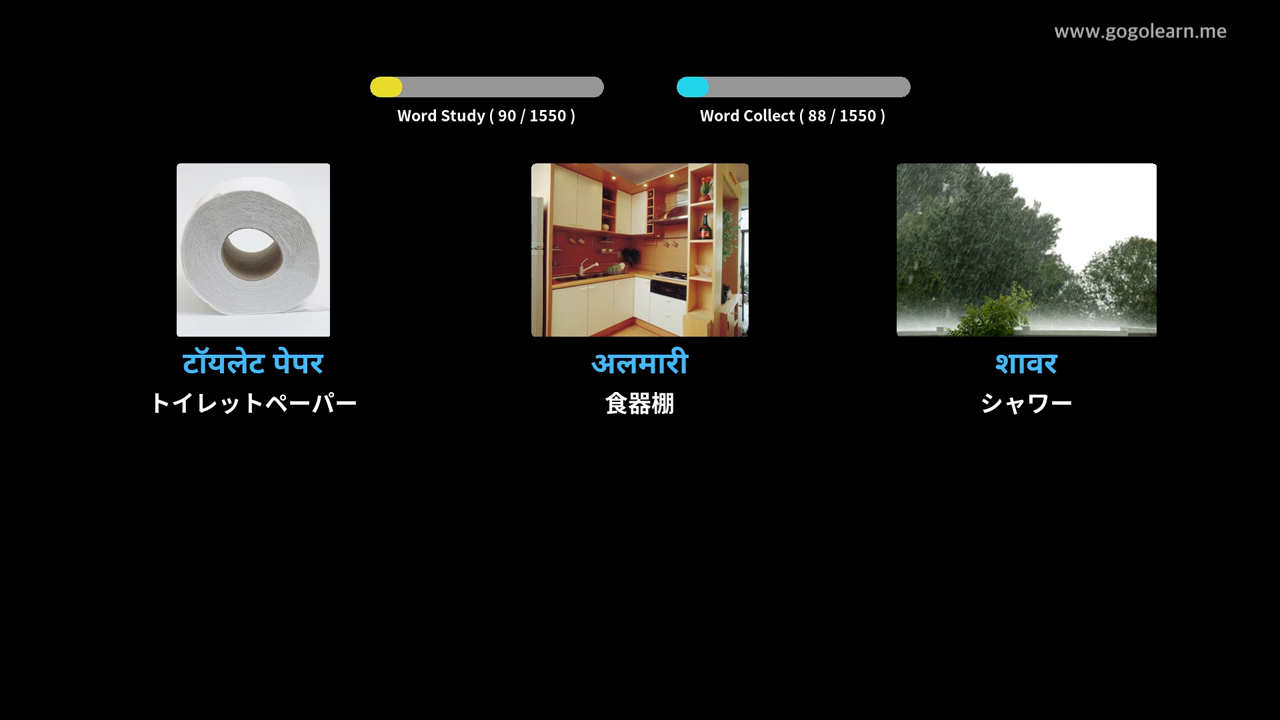 www.gogolearn.me
Word Study ( 90 / 1550 )
Word Collect ( 88 / 1550 )
टॉयलेट पेपर
トイレットペーパー
अलमारी
食器棚
शावर
シャワー